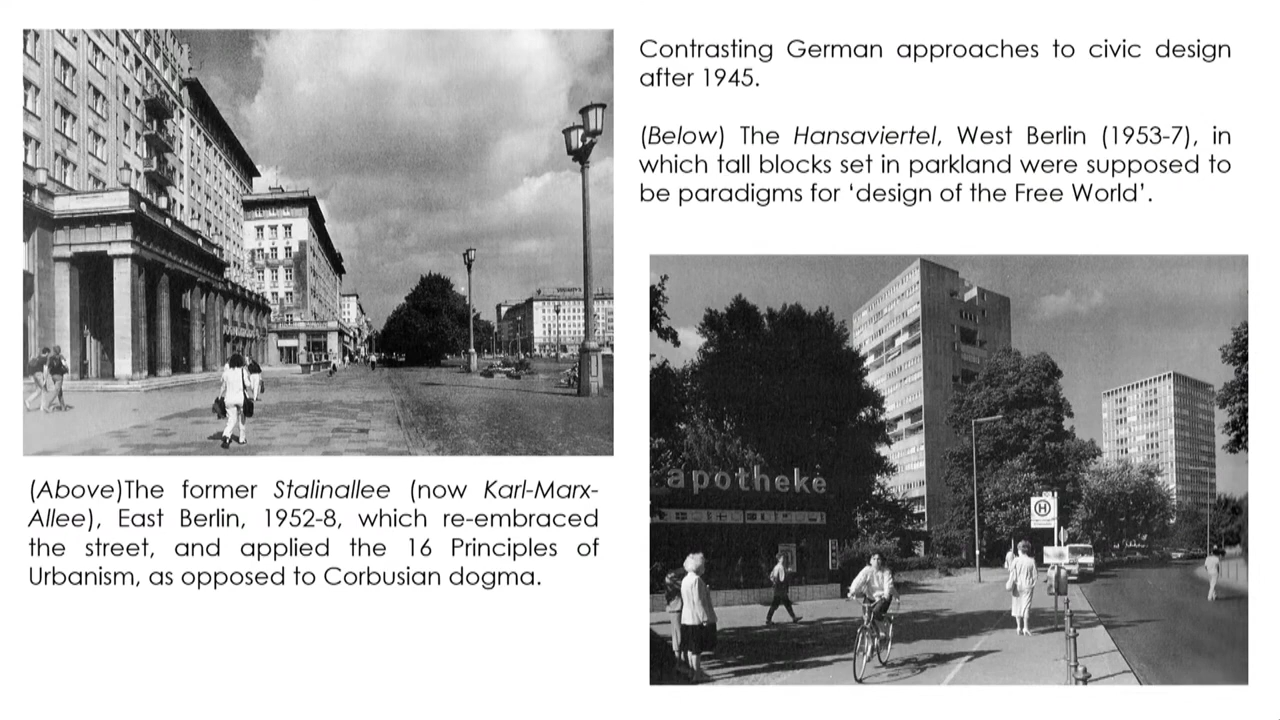 Contrasting German approaches to civic design
after 1945.
(Below) The Hansaviertel, West Berlin (1953-7), in
which tall blocks set in parkland were supposed to
be paradigms for ‘design of the Free World’.
(Above)The former Stalinallee (now Karl-Marx-
Allee), East Berlin, 1952-8, which re-embraced
the street, and applied the 16 Principles of
Urbanism, as opposed to Corbusian dogma.
apotheke
H